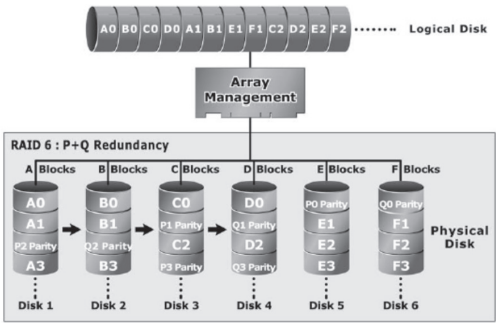 A0 B0 C0 D0 A1 B1 E1 F1 C2 D2 E2 F2 Logical Disk
Array
Management
RAID 6 : P+Q Redundancy
A Blocks B Blocks C Blocks D Blocks E Blocks F Blocks
A0 B0 C0 D0 P0 Parity Q0 Parity
A1 B1 P1 Parity Q1 Parity E1 F1
P2 Parity Q2 Parity C2 D2 E2 F2
A3 B3 P3 Parity Q3 Parity E3 F3
Physical
Disk
Disk 1 Disk 2 Disk 3 Disk 4 Disk 5 Disk 6